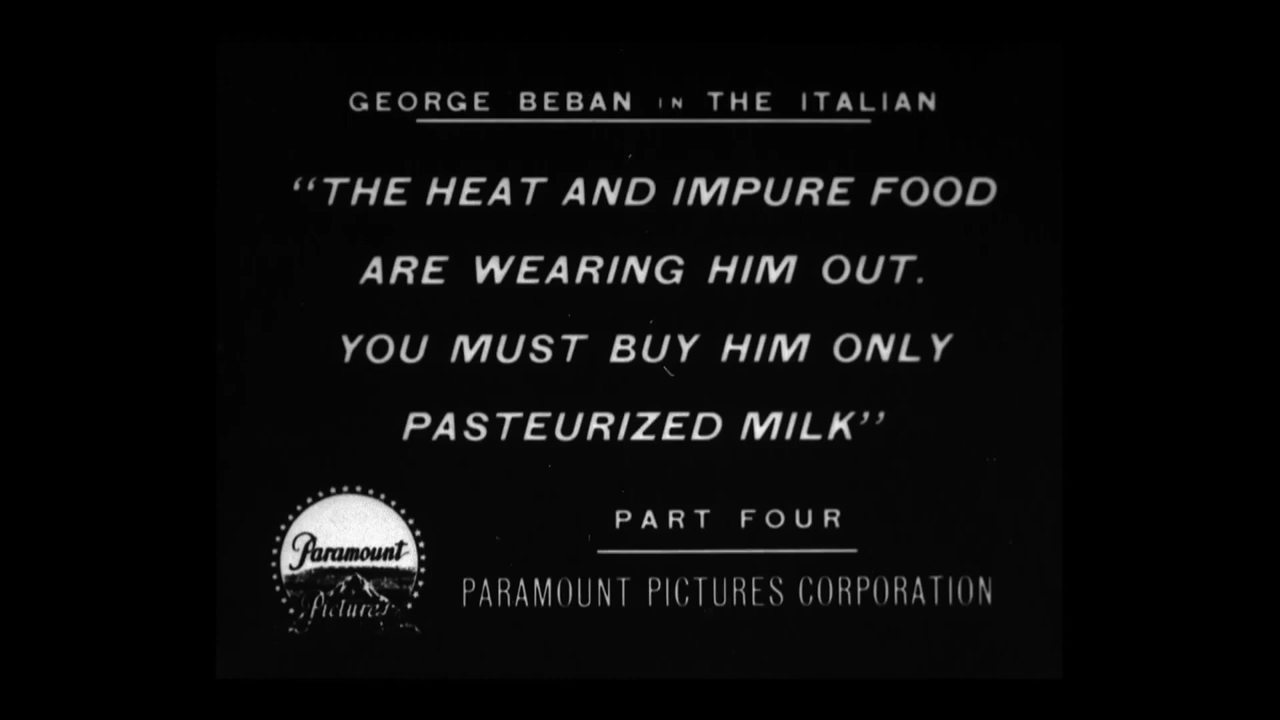 GEORGE BEBAN IN THE ITALIAN
“THE HEAT AND IMPURE FOOD
ARE WEARING HIM OUT.
YOU MUST BUY HIM ONLY
PASTEURIZED MILK”
PART FOUR
Paramount
Pictures
PARAMOUNT PICTURES CORPORATION